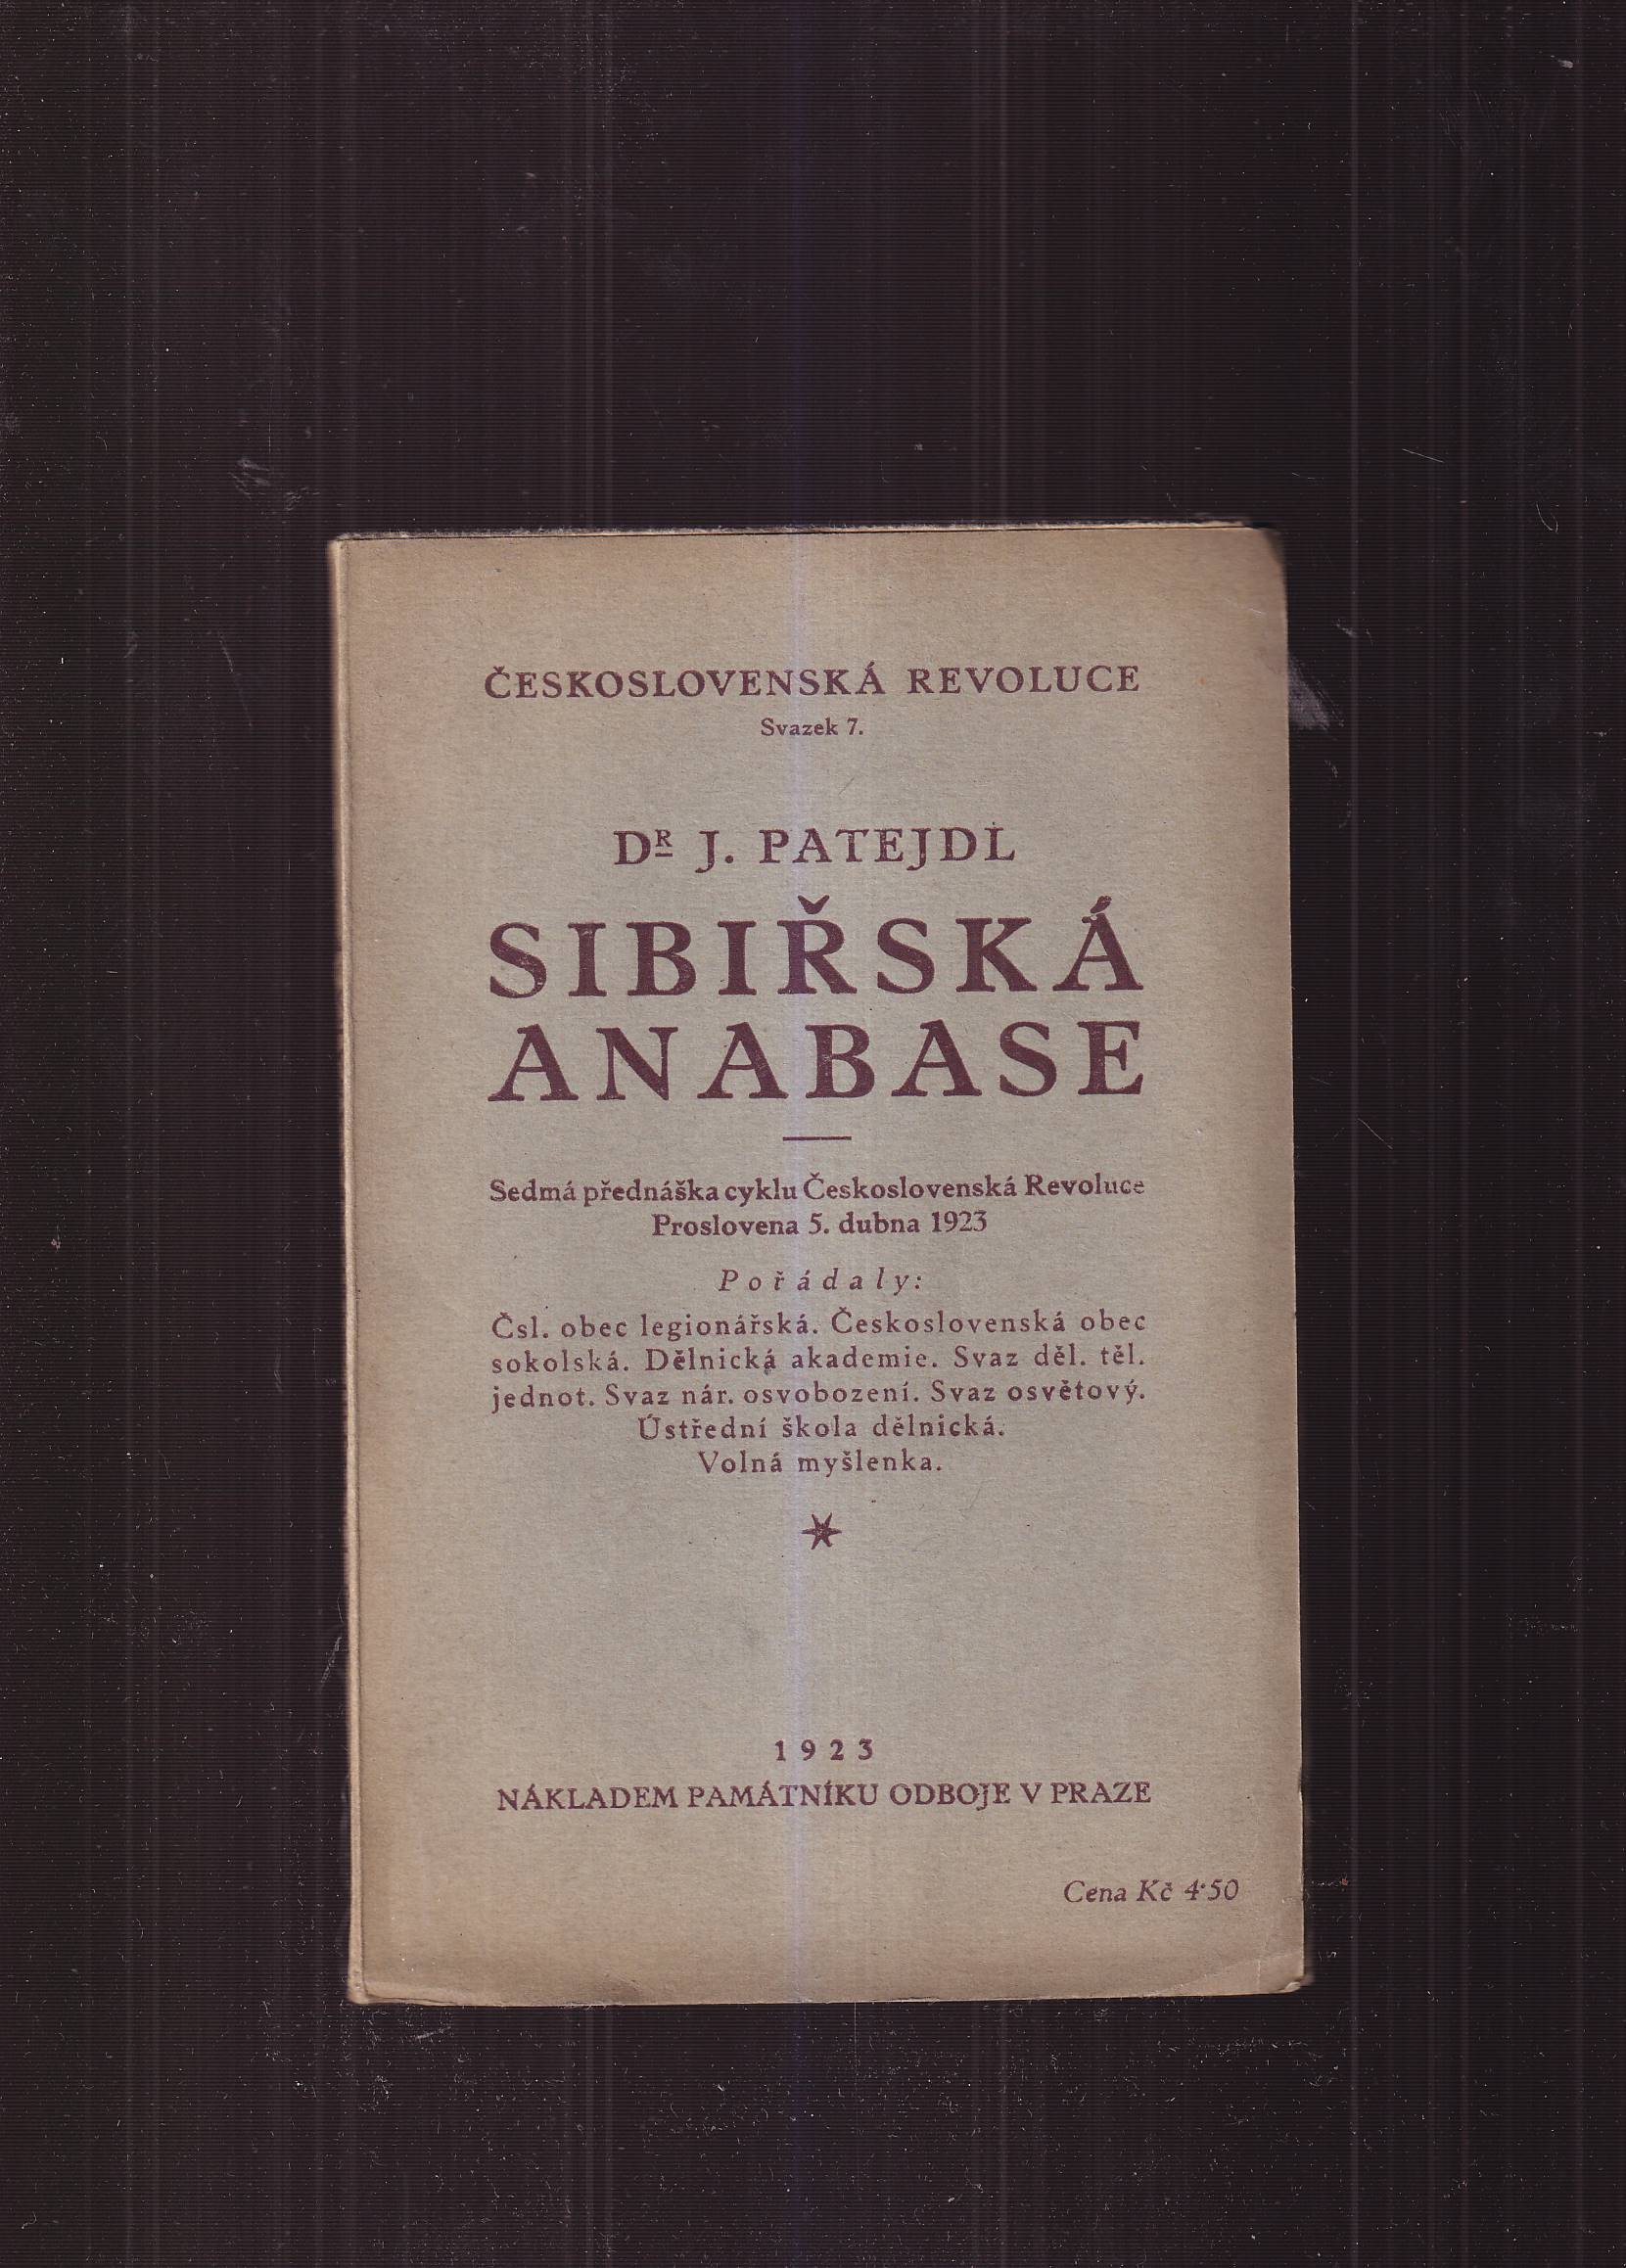 ČESKOSLOVENSKÁ REVOLUCE
Svazek 7.
DR J. PATEJDL
SIBIŘSKÁ
ANABASE
Sedmá přednáška cyklu Československá Revoluce
Proslovena 5. dubna 1923
Pořádaly:
Čsl. obec legionářská. Československá obec
sokolská. Dělnická akademie. Svaz děl. těl.
jednot. Svaz nár. osvobození. Svaz osvětový.
Ústřední škola dělnická.
Volná myšlenka.
1923
NÁKLADEM PAMÁTNÍKU ODBOJE V PRAZE
Cena Kč 4·50